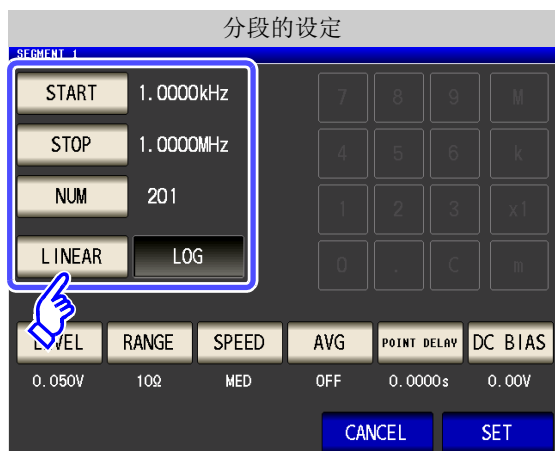 分段的设定
SEGMENT 1
START 1.0000kHz 7 8 9 M
STOP 1.0000MHz 4 5 6 k
NUM 201 1 2 3 x1
LINEAR LOG 0 . C m
LEVEL RANGE SPEED AVG POINT DELAY DC BIAS
0.050V 10Ω MED OFF 0.0000s 0.00V
CANCEL SET